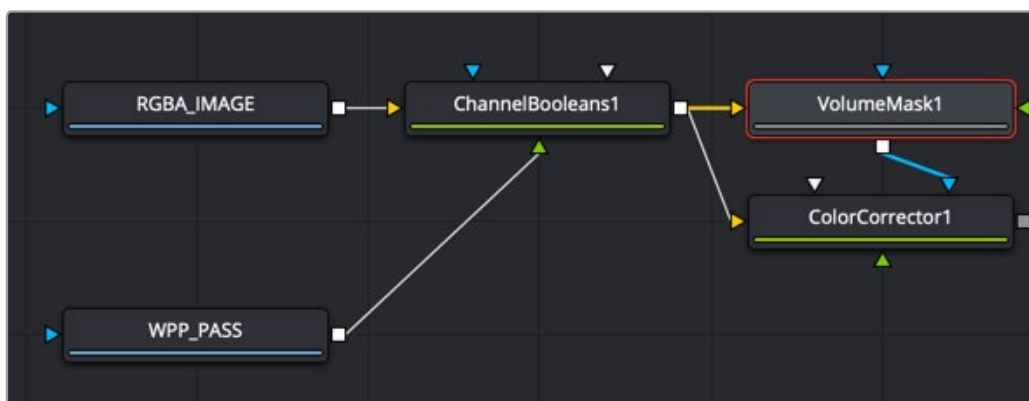 RGBA_IMAGE
ChannelBooleans1
VolumeMask1
ColorCorrector1
WPP_PASS